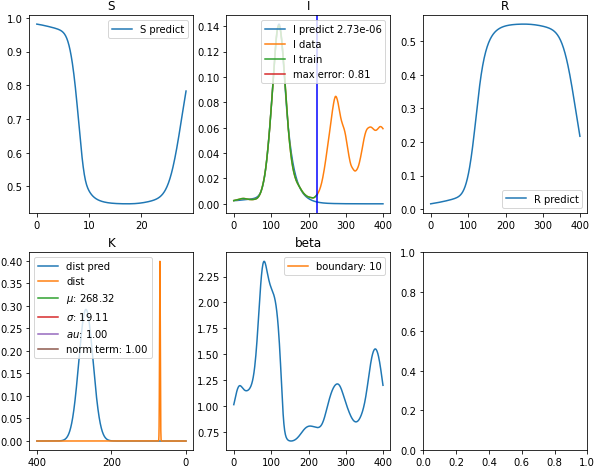 S
I
R
S predict
I predict 2.73e-06
I data
I train
max error: 0.81
R predict
1.0
0.9
0.8
0.7
0.6
0.5
0 10 20
0.14
0.12
0.10
0.08
0.06
0.04
0.02
0.00
0 100 200 300 400
0.5
0.4
0.3
0.2
0.1
0.0
0 100 200 300 400
K
beta
dist pred
dist
μ: 268.32
σ: 19.11
au: 1.00
norm term: 1.00
boundary: 10
0.40
0.35
0.30
0.25
0.20
0.15
0.10
0.05
0.00
400 200 0
2.50
2.25
2.00
1.75
1.50
1.25
1.00
0.75
0 100 200 300 400
1.0
0.8
0.6
0.4
0.2
0.0
0.0 0.2 0.4 0.6 0.8 1.0